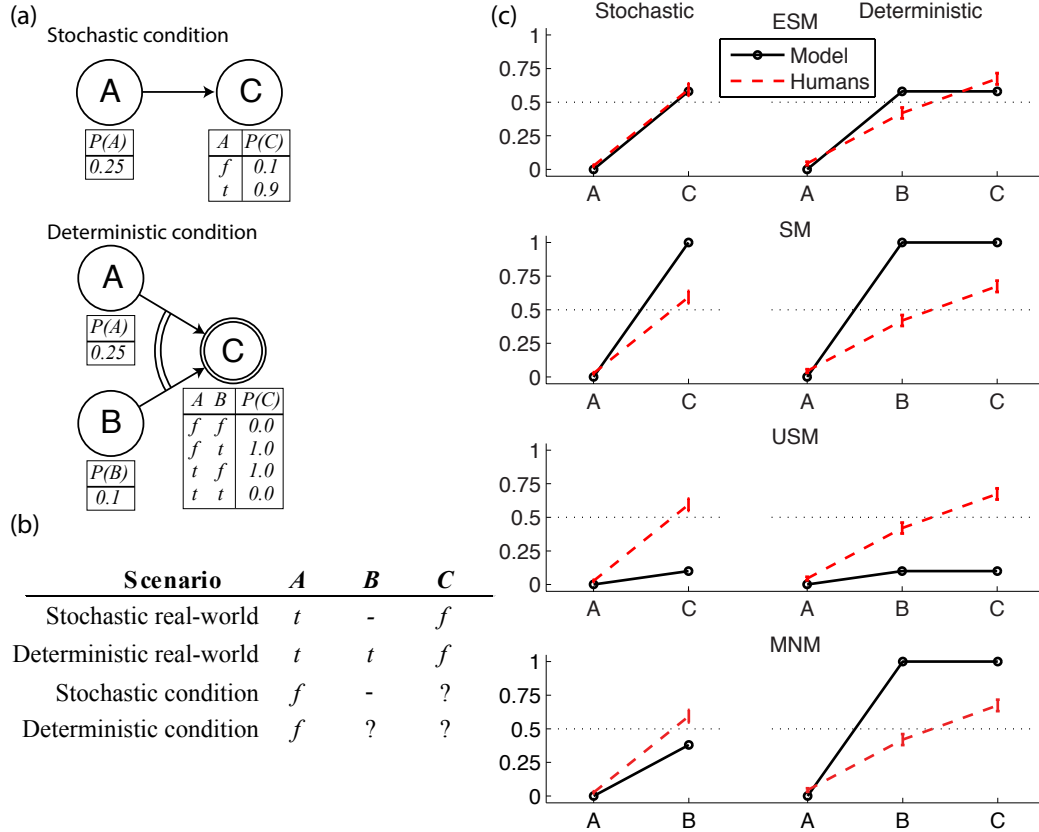 (a)
Stochastic condition
A
C
P(A)
0.25
A P(C)
f 0.1
t 0.9
Deterministic condition
A
P(A)
0.25
C
B
P(B)
0.1
A B P(C)
f f 0.0
f t 1.0
t f 1.0
t t 0.0
(b)
Scenario A B C
Stochastic real-world t - f
Deterministic real-world t t f
Stochastic condition f - ?
Deterministic condition f ? ?
(c)
Stochastic Deterministic
ESM
Model
Humans
1
0.75
0.5
0.25
0
A C A B C
SM
1
0.75
0.5
0.25
0
A C A B C
USM
1
0.75
0.5
0.25
0
A C A B C
MNM
1
0.75
0.5
0.25
0
A B A B C